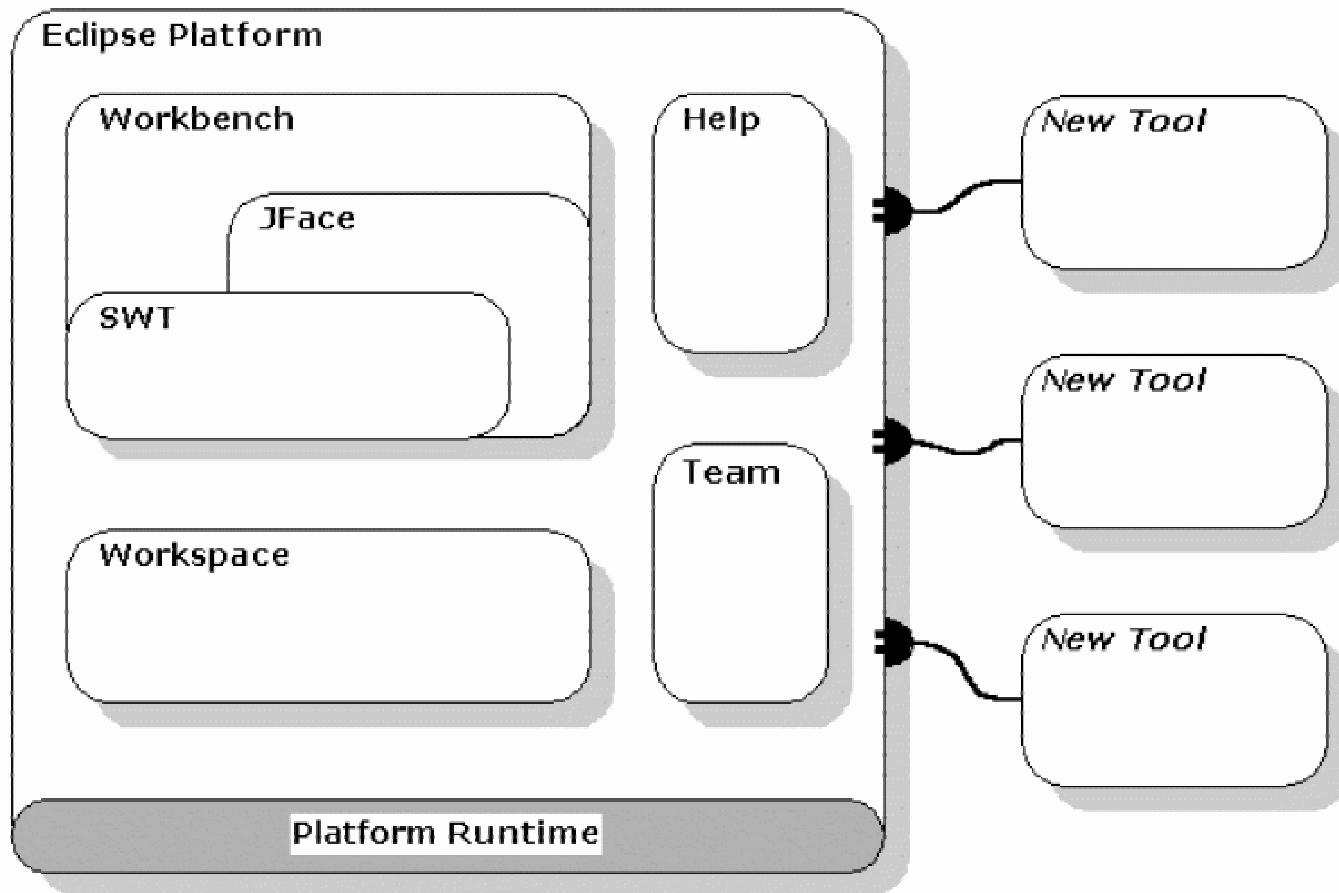 Eclipse Platform
Workbench
JFace
SWT
Workspace
Help
Team
Platform Runtime
New Tool
New Tool
New Tool